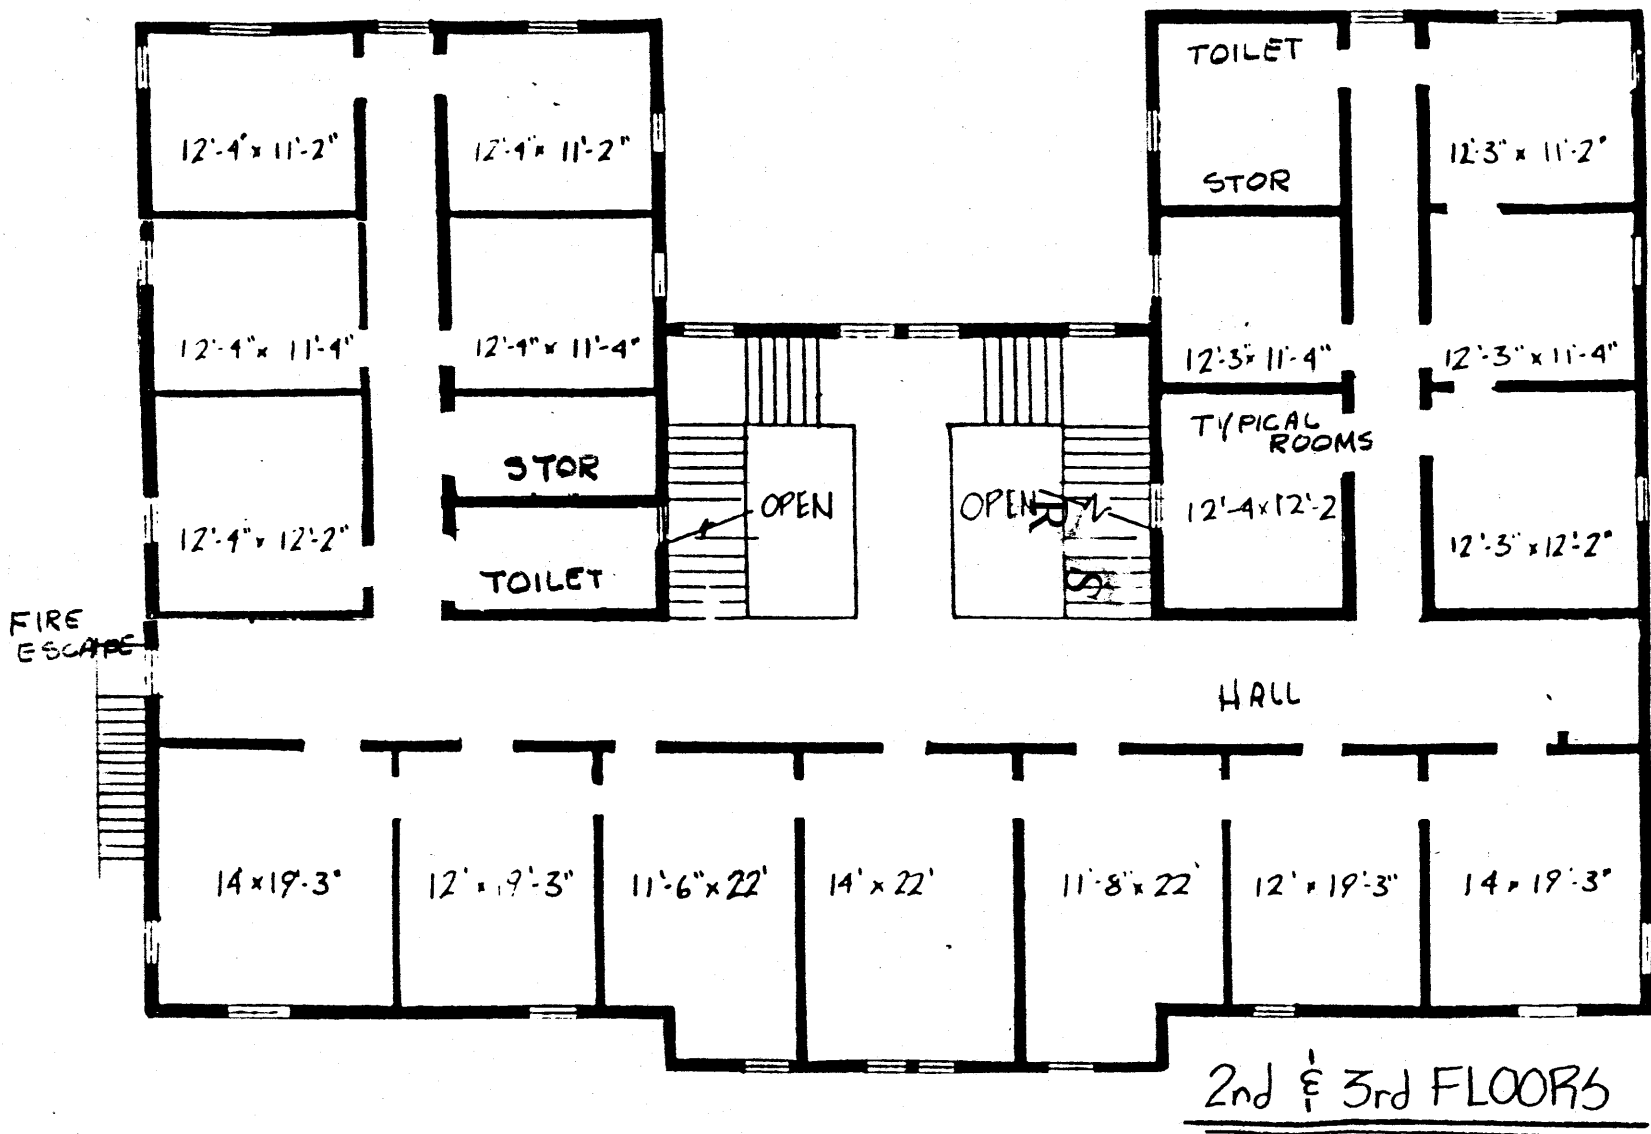 TOILET
12'-4" x 11'-2"
12'-4" x 11'-2"
12'-3" x 11'-2"
STOR
12'-4" x 11'-4"
12'-4" x 11'-4"
12'-3" x 11'-4"
12'-3" x 11'-4"
TYPICAL
ROOMS
STOR
OPEN
OPEN
12'-4 x 12'-2
12'-4" x 12'-2"
12'-3" x 12'-2"
TOILET
FIRE
ESCAPE
HALL
14 x 19'-3"
12' x 19'-3"
11'-6" x 22'
14' x 22'
11'-8" x 22'
12' x 19'-3"
14 x 19'-3"
2nd & 3rd FLOORS